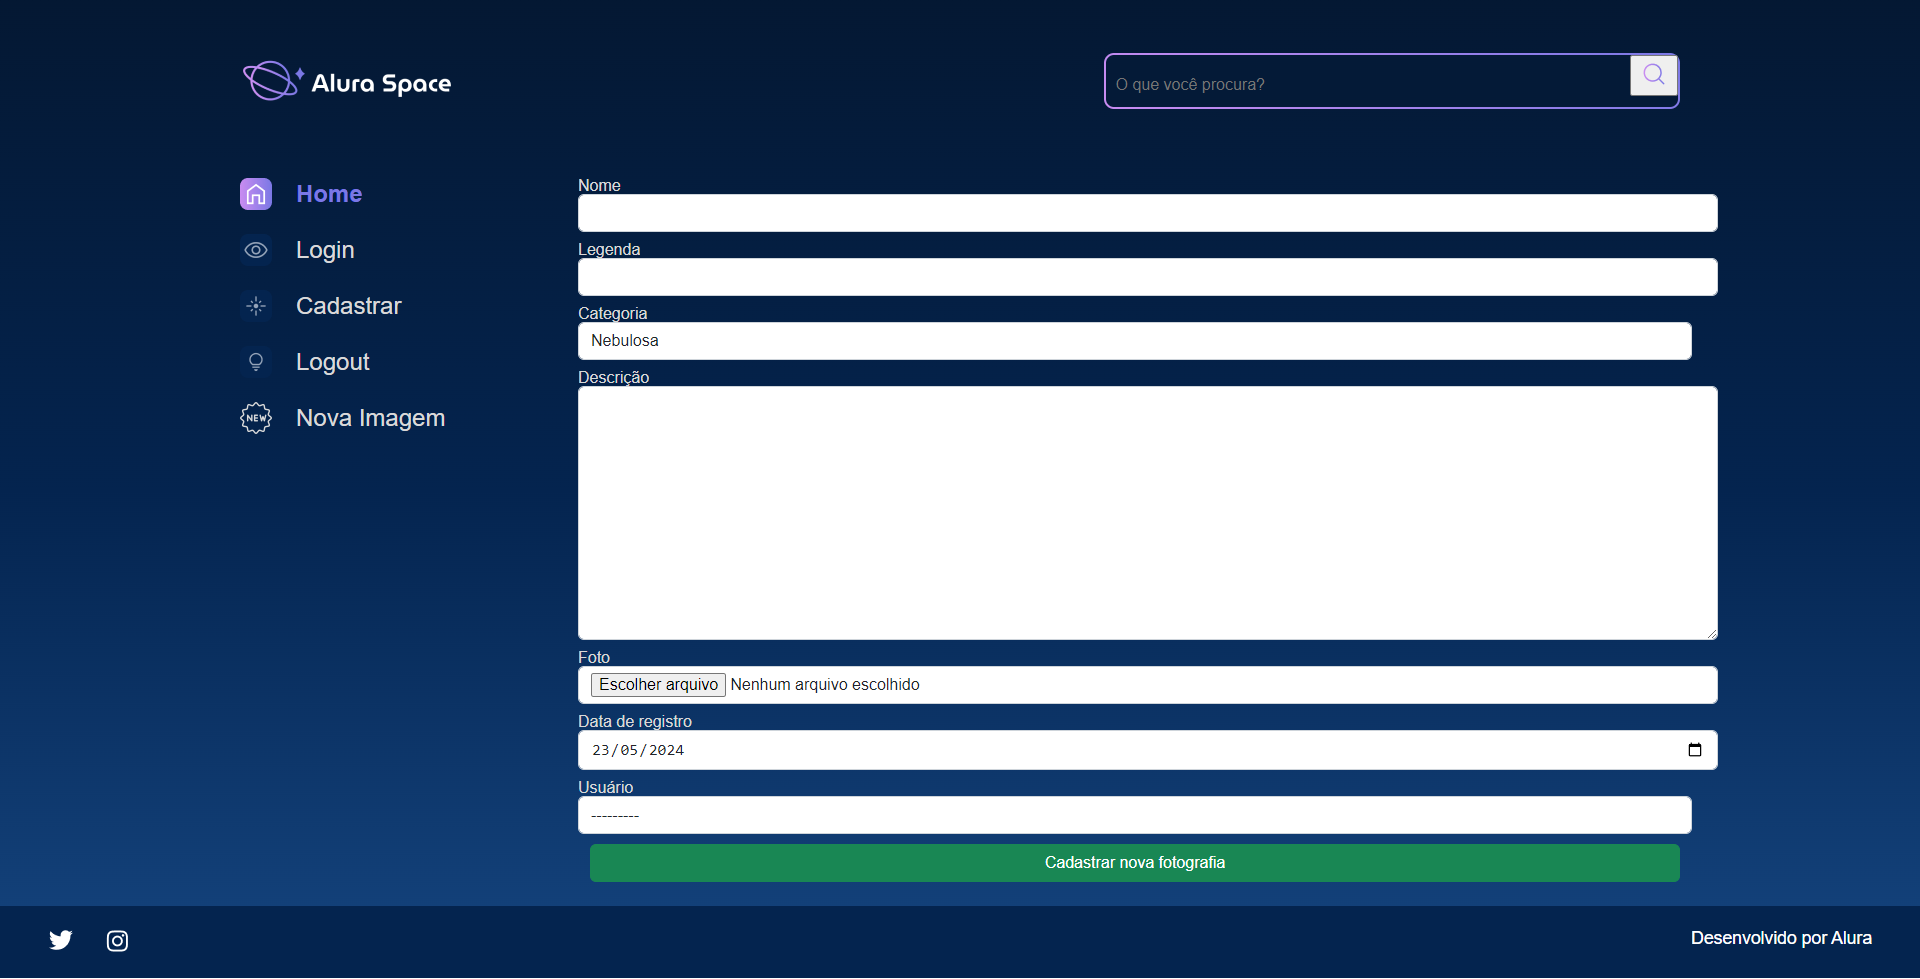 Alura Space
O que você procura?
Home
Login
Cadastrar
Logout
NEW
Nova Imagem
Nome
Legenda
Categoria
Nebulosa
Descrição
Foto
Escolher arquivo Nenhum arquivo escolhido
Data de registro
23/05/2024
Usuário
---------
Cadastrar nova fotografia
Desenvolvido por Alura